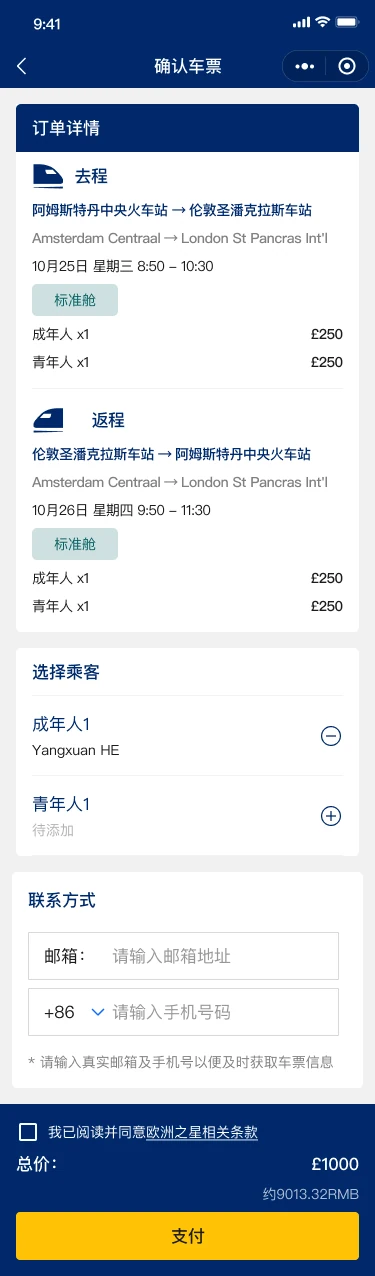 9:41
确认车票
订单详情
去程
阿姆斯特丹中央火车站 → 伦敦圣潘克拉斯车站
Amsterdam Centraal → London St Pancras Int'l
10月25日 星期三 8:50 – 10:30
标准舱
成年人 x1 £250
青年人 x1 £250
返程
伦敦圣潘克拉斯车站 → 阿姆斯特丹中央火车站
Amsterdam Centraal → London St Pancras Int'l
10月26日 星期四 9:50 – 11:30
标准舱
成年人 x1 £250
青年人 x1 £250
选择乘客
成年人1
Yangxuan HE
青年人1
待添加
联系方式
邮箱： 请输入邮箱地址
+86 请输入手机号码
* 请输入真实邮箱及手机号以便及时获取车票信息
我已阅读并同意欧洲之星相关条款
总价： £1000
约9013.32RMB
支付